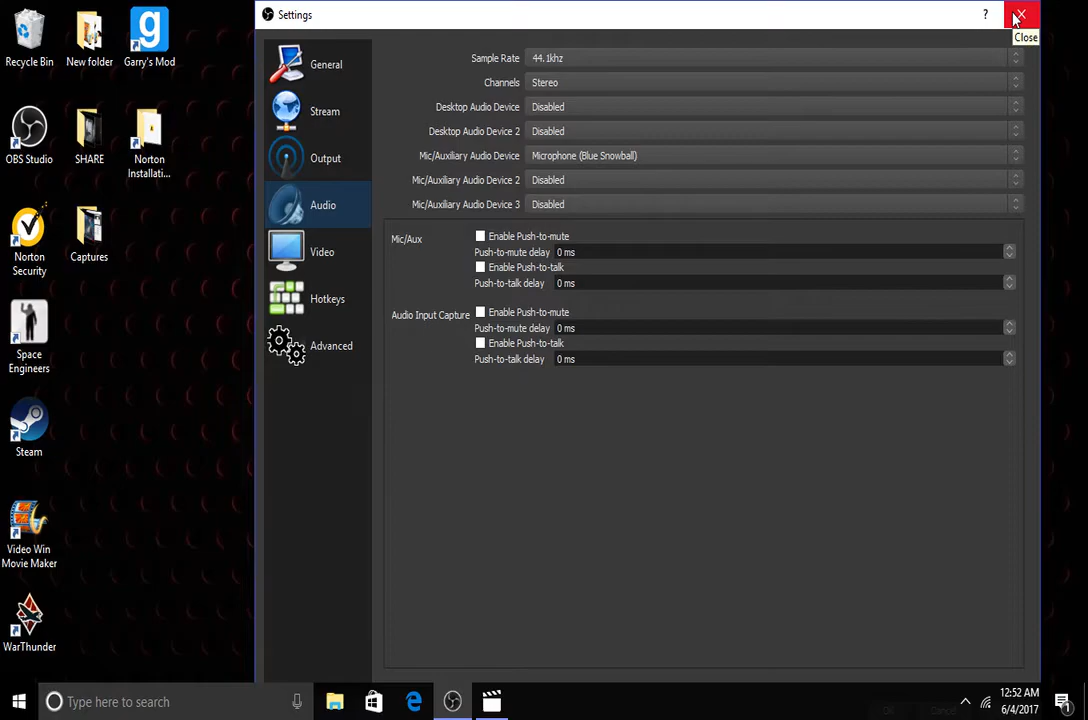 Settings
?
Close
Recycle Bin
New folder
Garry's Mod
OBS Studio
SHARE
Norton
Installati...
Norton
Security
Captures
Space
Engineers
Steam
Video Win
Movie Maker
WarThunder
General
Stream
Output
Audio
Video
Hotkeys
Advanced
Sample Rate 44.1khz
Channels Stereo
Desktop Audio Device Disabled
Desktop Audio Device 2 Disabled
Mic/Auxiliary Audio Device Microphone (Blue Snowball)
Mic/Auxiliary Audio Device 2 Disabled
Mic/Auxiliary Audio Device 3 Disabled
Mic/Aux
Enable Push-to-mute
Push-to-mute delay 0 ms
Enable Push-to-talk
Push-to-talk delay 0 ms
Audio Input Capture
Enable Push-to-mute
Push-to-mute delay 0 ms
Enable Push-to-talk
Push-to-talk delay 0 ms
OK Cancel
Type here to search
12:52 AM
6/4/2017
1